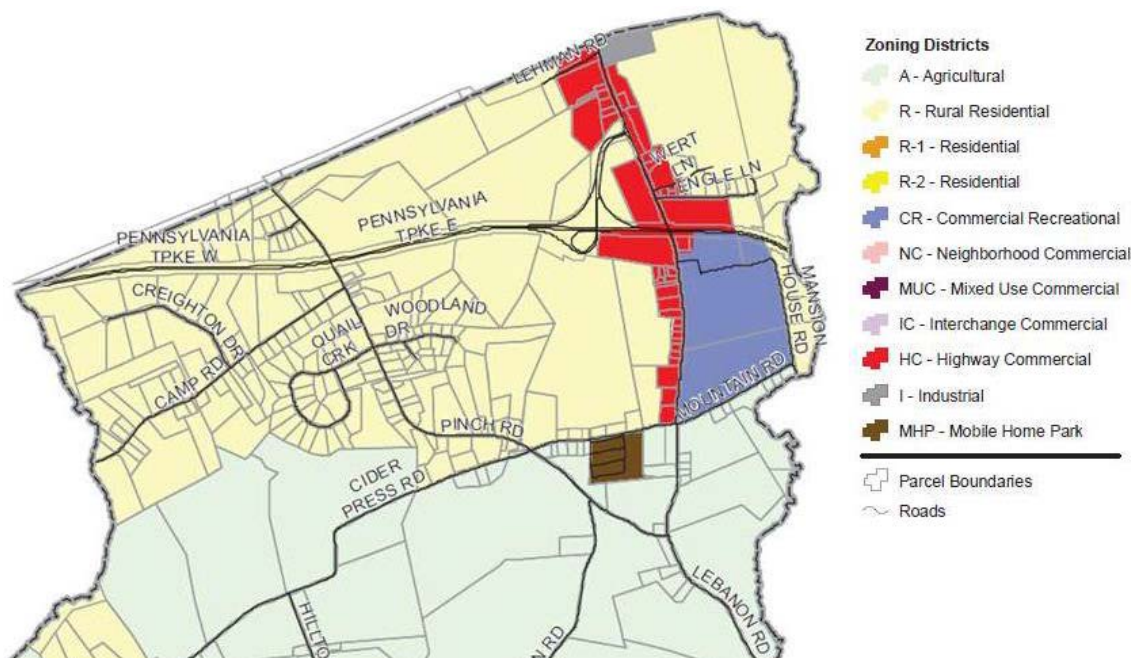 LEHMAN RD
WERT
LN
ENGLE LN
PENNSYLVANIA
TPKE E
PENNSYLVANIA
TPKE W
MANSION
HOUSE RD
CREIGHTON DR
WOODLAND
DR
QUAIL
CRK
CAMP RD
MOUNTAIN RD
PINCH RD
CIDER
PRESS RD
LEBANON RD
HILLTO
N RD
Zoning Districts
A - Agricultural
R - Rural Residential
R-1 - Residential
R-2 - Residential
CR - Commercial Recreational
NC - Neighborhood Commercial
MUC - Mixed Use Commercial
IC - Interchange Commercial
HC - Highway Commercial
I - Industrial
MHP - Mobile Home Park
Parcel Boundaries
Roads